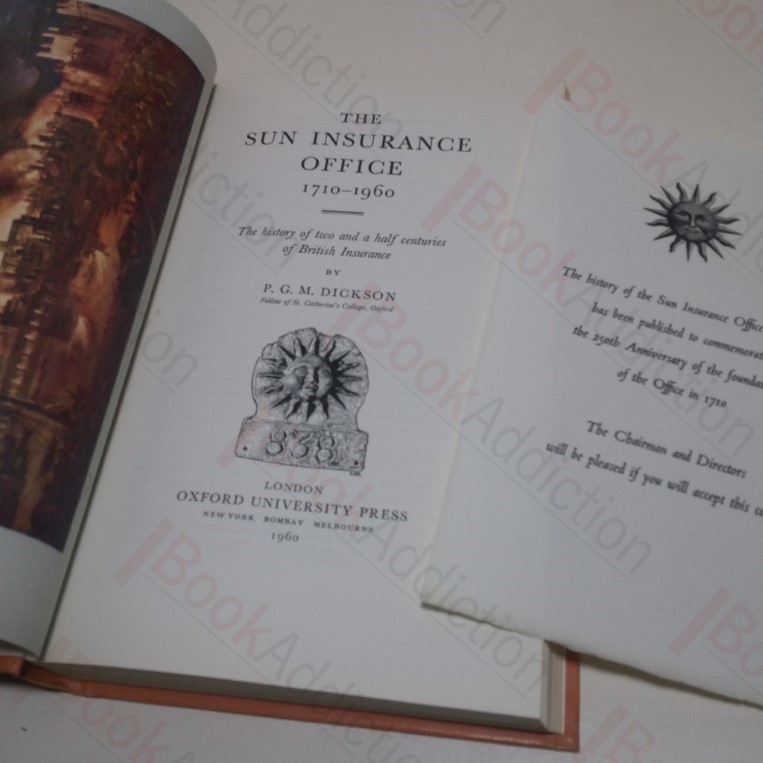 THE
SUN INSURANCE
OFFICE
1710–1960
The history of two and a half centuries
of British Insurance
BY
P. G. M. DICKSON
Fellow of St. Catherine's College, Oxford
838
LONDON
OXFORD UNIVERSITY PRESS
NEW YORK BOMBAY MELBOURNE
1960
The history of the Sun Insurance Office
has been published to commemorat
the 250th Anniversary of the foundat
of the Office in 1710
The Chairman and Directors
will be pleased if you will accept this co
BookAddiction